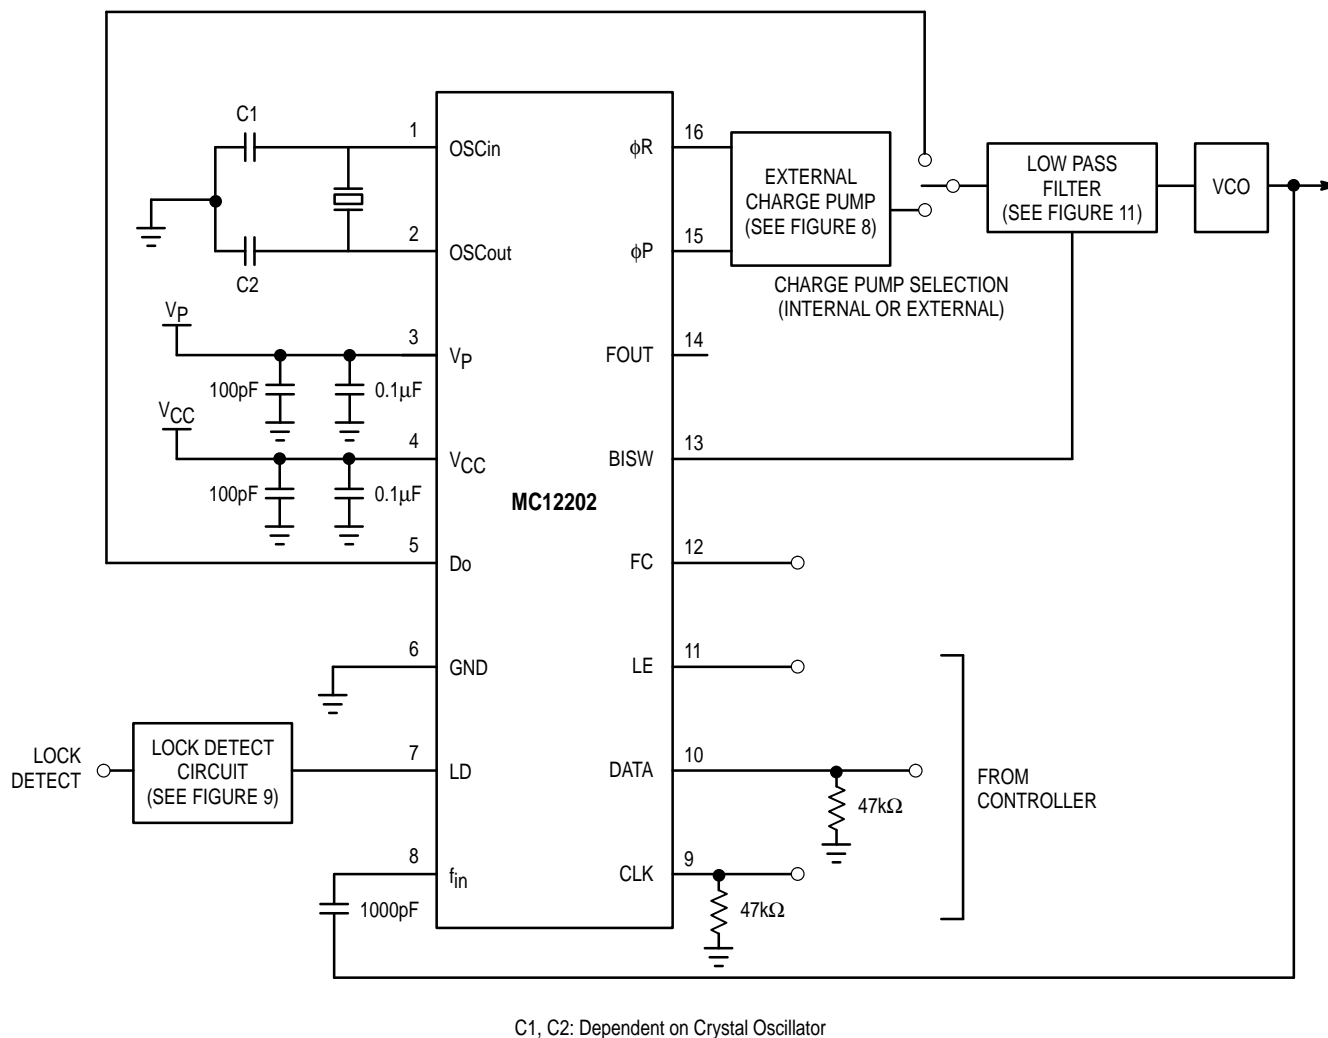 C1
1
OSCin
2
OSCout
C2
VP
3
VP
100pF
0.1µF
VCC
4
VCC
100pF
0.1µF
5
Do
6
GND
LOCK
DETECT
LOCK DETECT
CIRCUIT
(SEE FIGURE 9)
7
LD
8
fin
1000pF
MC12202
16
ϕR
15
ϕP
EXTERNAL
CHARGE PUMP
(SEE FIGURE 8)
CHARGE PUMP SELECTION
(INTERNAL OR EXTERNAL)
LOW PASS
FILTER
(SEE FIGURE 11)
VCO
14
FOUT
13
BISW
12
FC
11
LE
10
DATA
47kΩ
9
CLK
47kΩ
FROM
CONTROLLER
C1, C2: Dependent on Crystal Oscillator